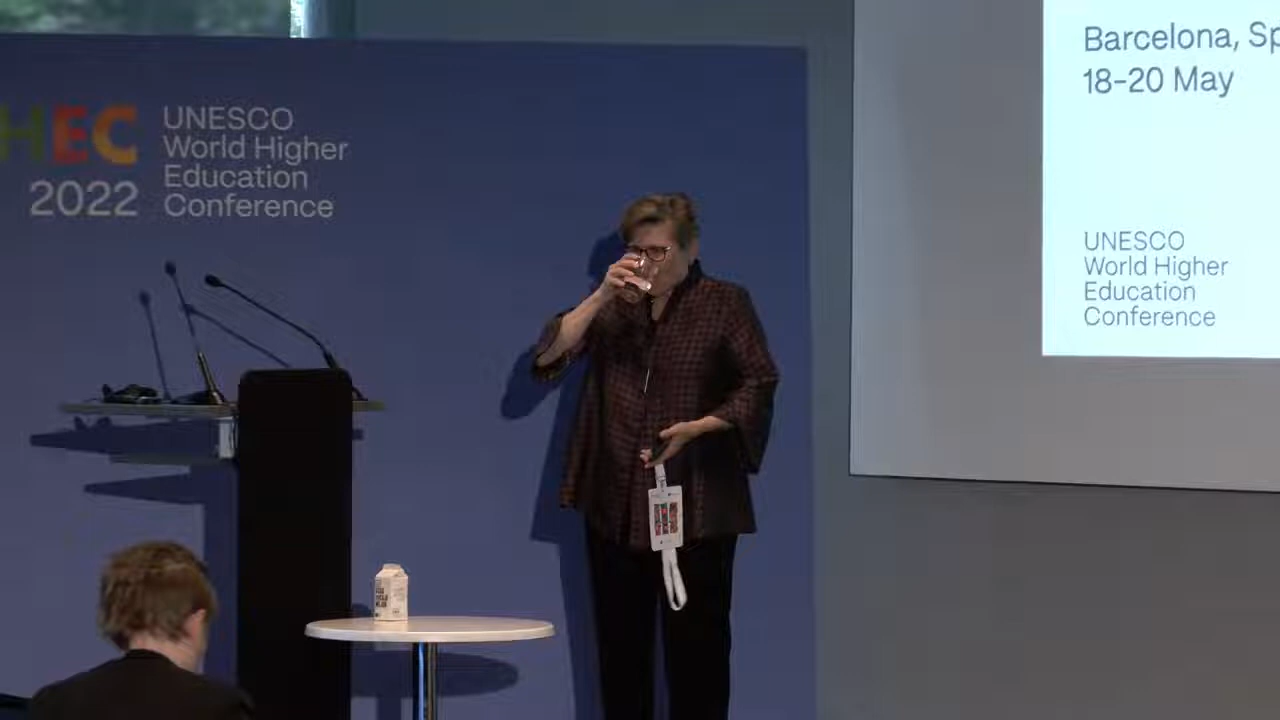 HEC
2022
UNESCO
World Higher
Education
Conference
Barcelona, Sp
18–20 May
UNESCO
World Higher
Education
Conference